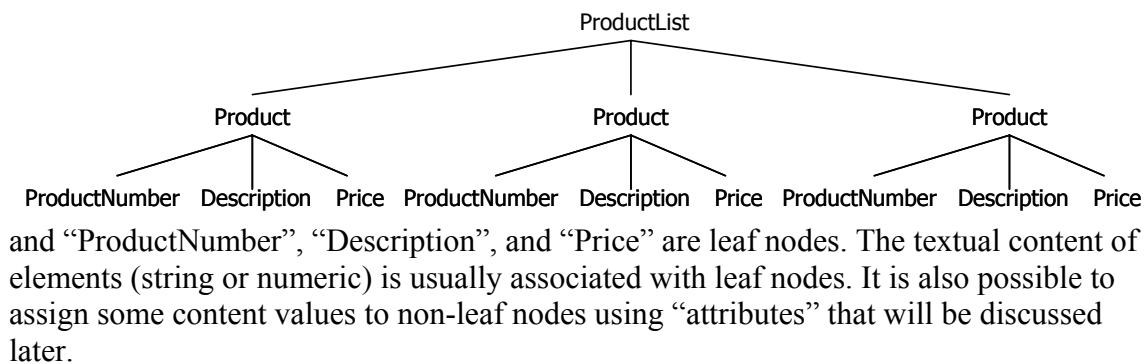 ProductList
Product Product Product
ProductNumber Description Price ProductNumber Description Price ProductNumber Description Price
and “ProductNumber”, “Description”, and “Price” are leaf nodes. The textual content of
elements (string or numeric) is usually associated with leaf nodes. It is also possible to
assign some content values to non-leaf nodes using “attributes” that will be discussed
later.